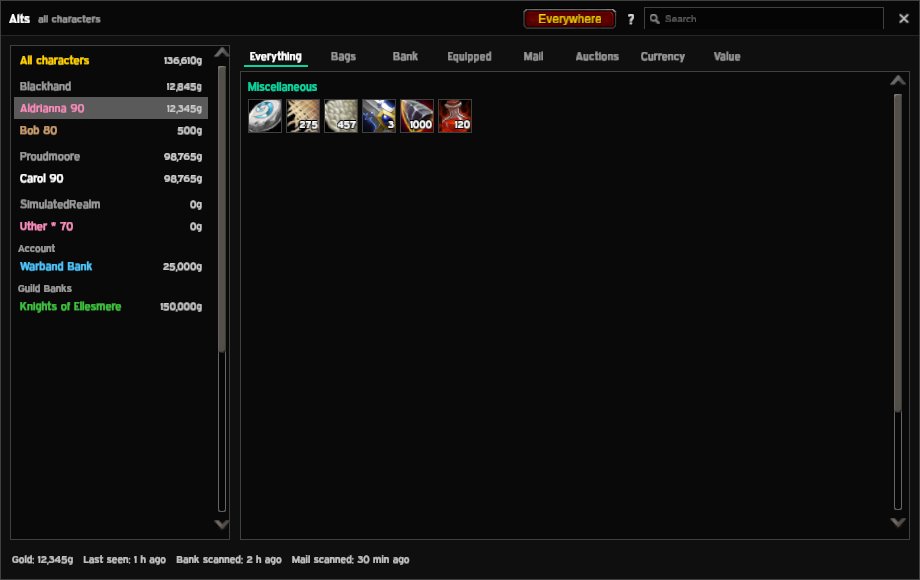 Alts all characters Everywhere ? Search
Everything Bags Bank Equipped Mail Auctions Currency Value
All characters 136,610g
Blackhand 12,845g
Aldrianna 90 12,345g
Bob 80 500g
Proudmoore 98,765g
Carol 90 98,765g
SimulatedRealm 0g
Uther * 70 0g
Account
Warband Bank 25,000g
Guild Banks
Knights of Ellesmere 150,000g
Miscellaneous
275 457 3 1000 120
Gold: 12,345g Last seen: 1 h ago Bank scanned: 2 h ago Mail scanned: 30 min ago